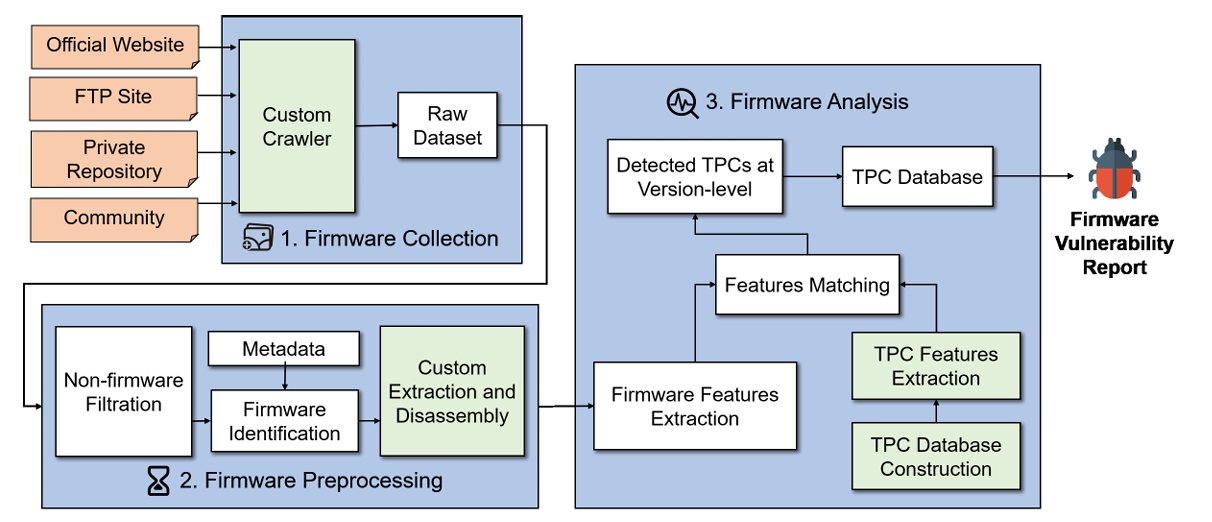 Official Website
FTP Site
Private
Repository
Community
Custom
Crawler
Raw
Dataset
1. Firmware Collection
Non-firmware
Filtration
Metadata
Firmware
Identification
Custom
Extraction and
Disassembly
2. Firmware Preprocessing
3. Firmware Analysis
Detected TPCs at
Version-level
TPC Database
Features Matching
Firmware Features
Extraction
TPC Features
Extraction
TPC Database
Construction
Firmware
Vulnerability
Report